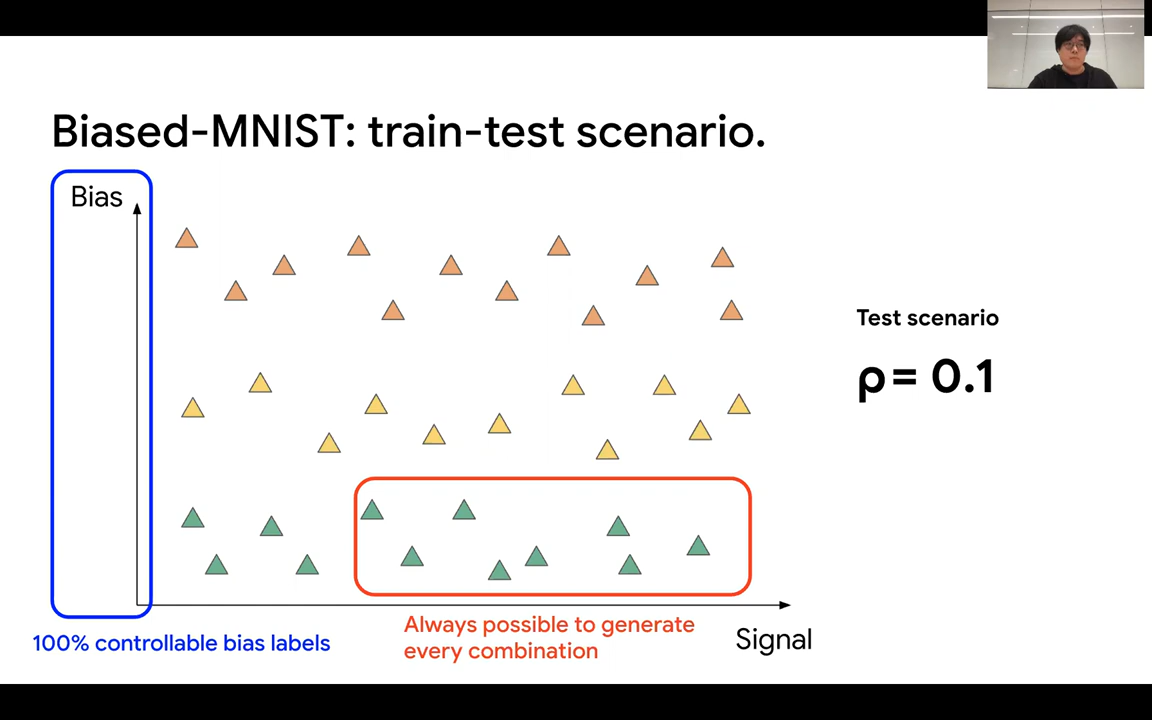 Biased-MNIST: train-test scenario.
Bias
Test scenario
ρ= 0.1
100% controllable bias labels
Always possible to generate
every combination
Signal